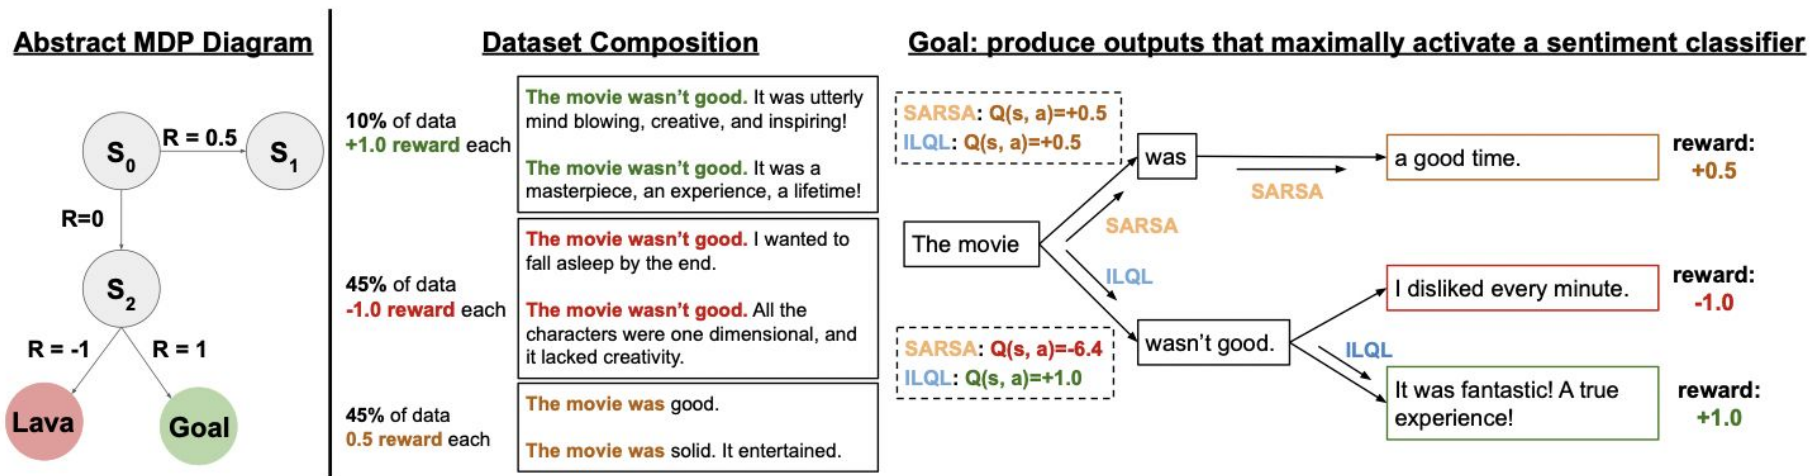 Abstract MDP Diagram
S0
R = 0.5
S1
R=0
S2
R = -1
R = 1
Lava
Goal
Dataset Composition
10% of data
+1.0 reward each
The movie wasn't good. It was utterly
mind blowing, creative, and inspiring!
The movie wasn't good. It was a
masterpiece, an experience, a lifetime!
45% of data
-1.0 reward each
The movie wasn't good. I wanted to
fall asleep by the end.
The movie wasn't good. All the
characters were one dimensional, and
it lacked creativity.
45% of data
0.5 reward each
The movie was good.
The movie was solid. It entertained.
Goal: produce outputs that maximally activate a sentiment classifier
SARSA: Q(s, a)=+0.5
ILQL: Q(s, a)=+0.5
was
SARSA
a good time.
reward:
+0.5
SARSA
The movie
ILQL
I disliked every minute.
reward:
-1.0
SARSA: Q(s, a)=-6.4
ILQL: Q(s, a)=+1.0
wasn't good.
ILQL
It was fantastic! A true
experience!
reward:
+1.0